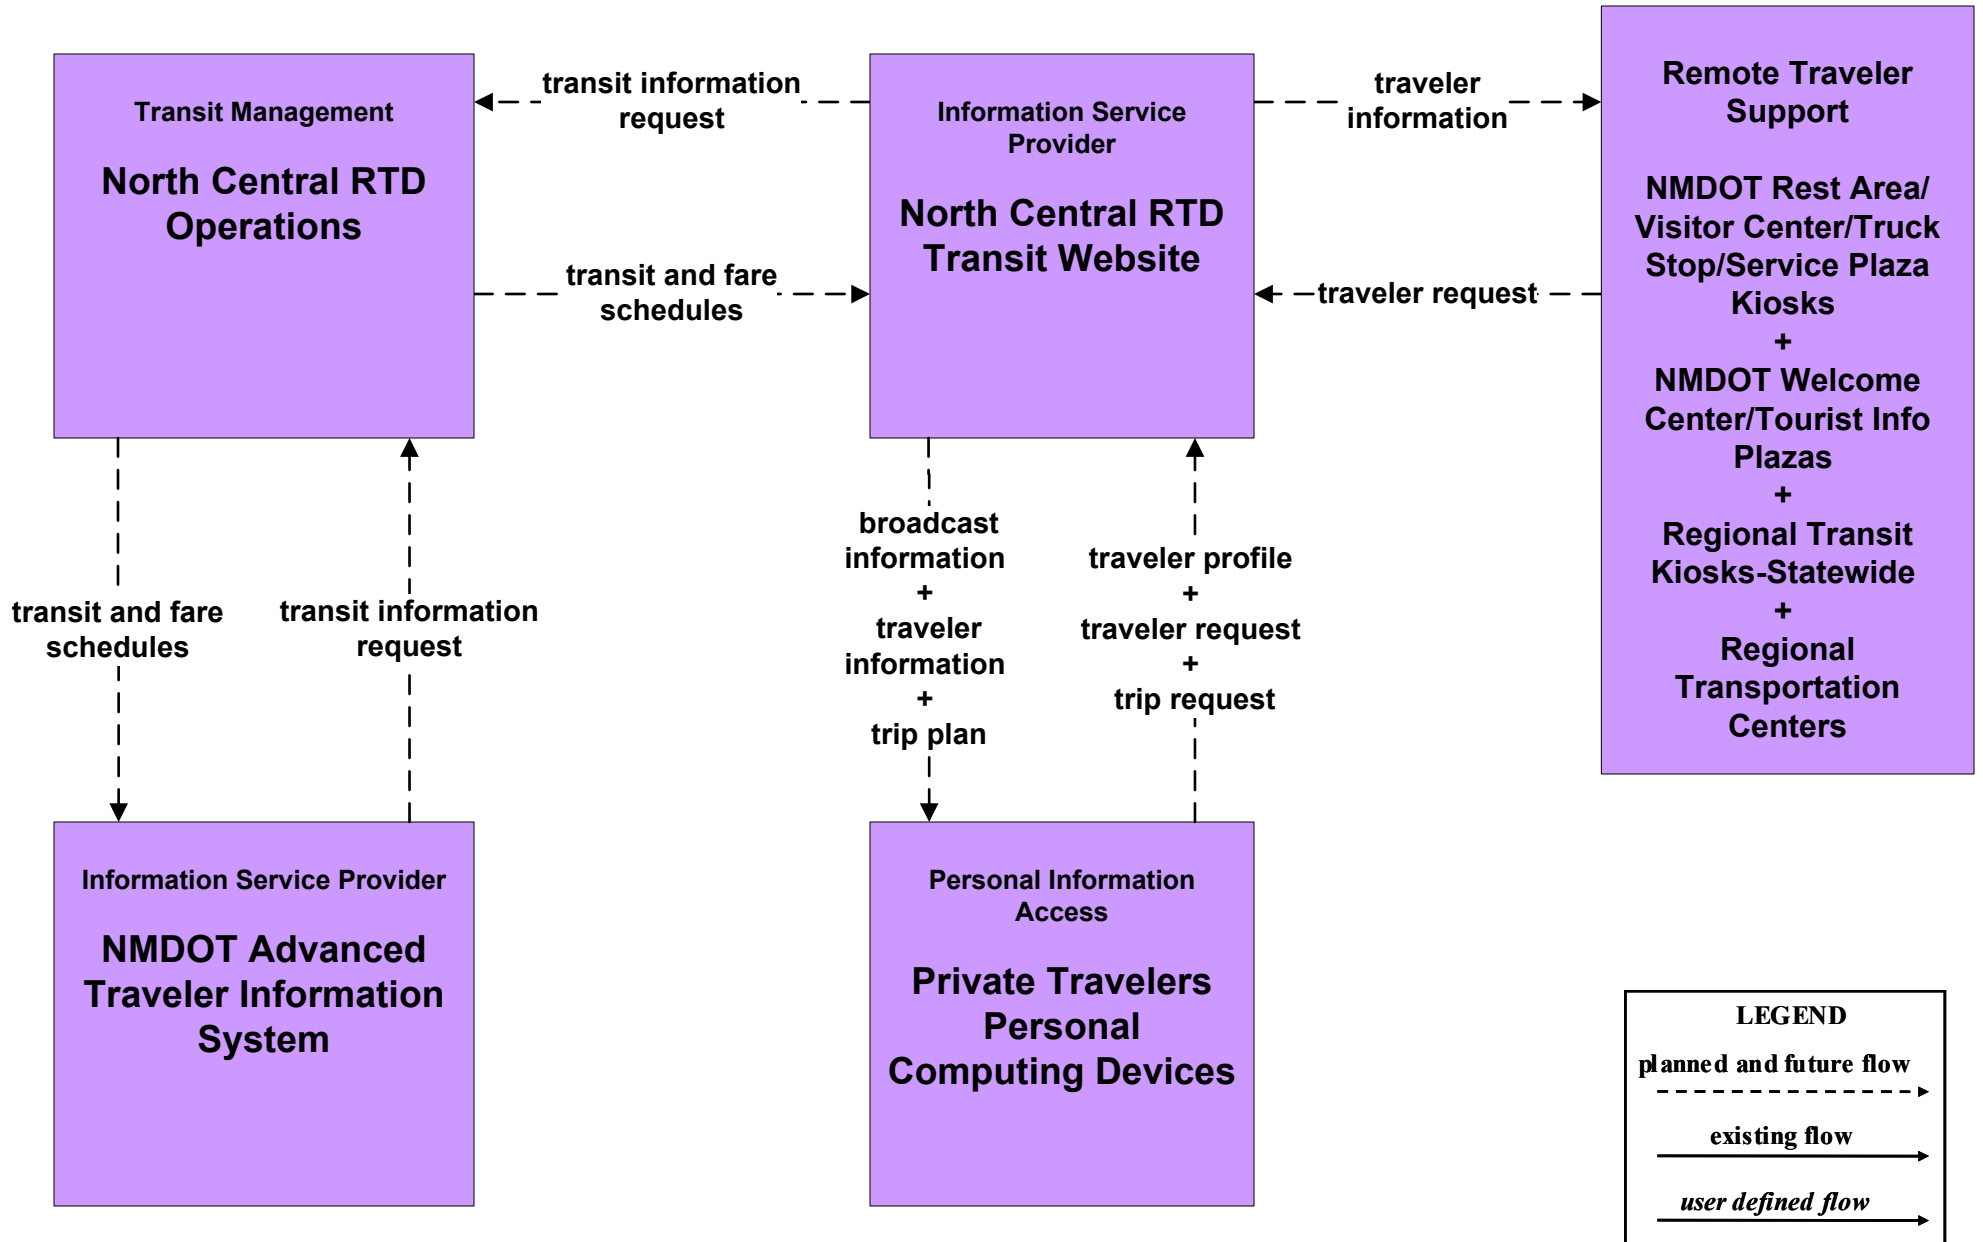 Transit Management
North Central RTD
Operations
transit information
request
Information Service
Provider
North Central RTD
Transit Website
traveler
information
Remote Traveler
Support
NMDOT Rest Area/
Visitor Center/Truck
Stop/Service Plaza
Kiosks
+
NMDOT Welcome
Center/Tourist Info
Plazas
+
Regional Transit
Kiosks-Statewide
+
Regional
Transportation
Centers
transit and fare
schedules
traveler request
transit and fare
schedules
transit information
request
broadcast
information
+
traveler
information
+
trip plan
traveler profile
+
traveler request
+
trip request
Information Service Provider
NMDOT Advanced
Traveler Information
System
Personal Information
Access
Private Travelers
Personal
Computing Devices
LEGEND
planned and future flow
existing flow
user defined flow